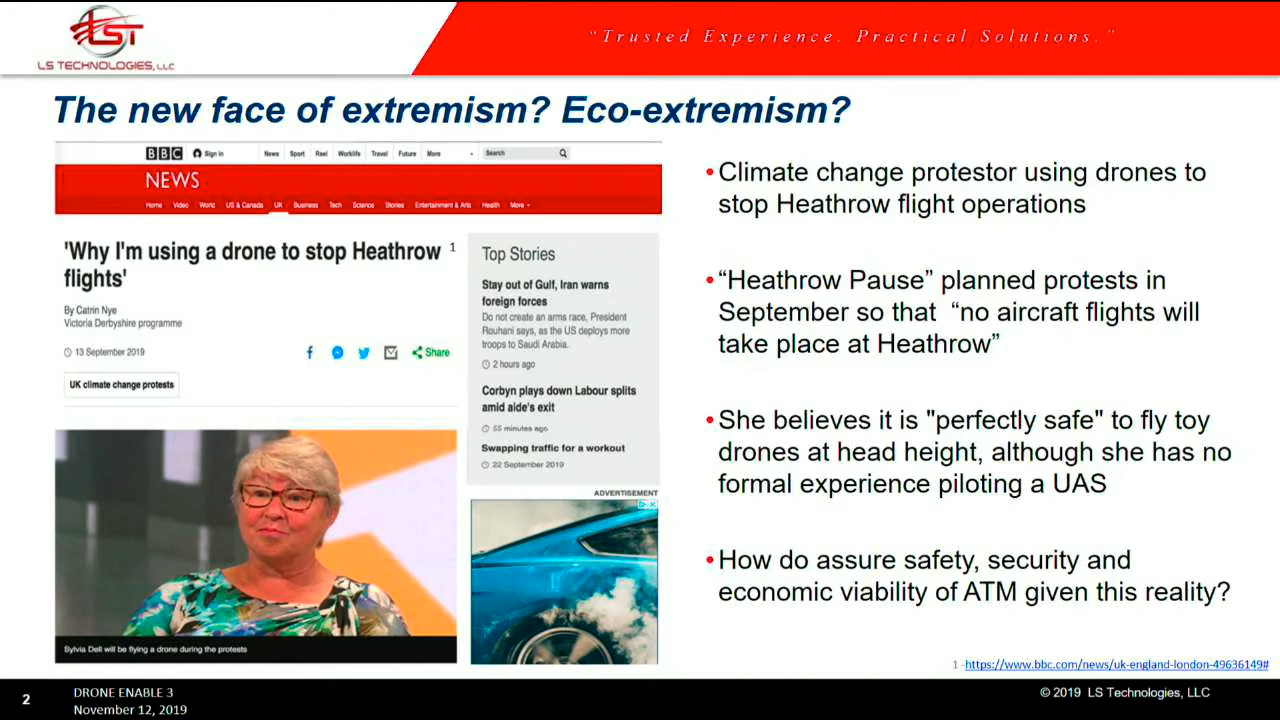 LST
LS TECHNOLOGIES, LLC
“Trusted Experience. Practical Solutions.”
The new face of extremism? Eco-extremism?
BBC Sign in News Sport Reel Worklife Travel Future More Search
NEWS
Home Video World US & Canada UK Business Tech Science Stories Entertainment & Arts Health More
'Why I'm using a drone to stop Heathrow 1
flights'
By Catrin Nye
Victoria Derbyshire programme
13 September 2019
Share
UK climate change protests
Sylvia Dell will be flying a drone during the protests
Top Stories
Stay out of Gulf, Iran warns
foreign forces
Do not create an arms race, President
Rouhani says, as the US deploys more
troops to Saudi Arabia.
2 hours ago
Corbyn plays down Labour splits
amid aide's exit
55 minutes ago
Swapping traffic for a workout
22 September 2019
ADVERTISEMENT
•Climate change protestor using drones to
stop Heathrow flight operations
•“Heathrow Pause” planned protests in
September so that “no aircraft flights will
take place at Heathrow”
•She believes it is "perfectly safe" to fly toy
drones at head height, although she has no
formal experience piloting a UAS
•How do assure safety, security and
economic viability of ATM given this reality?
1 -https://www.bbc.com/news/uk-england-london-49636149#
2
DRONE ENABLE 3
November 12, 2019
© 2019 LS Technologies, LLC